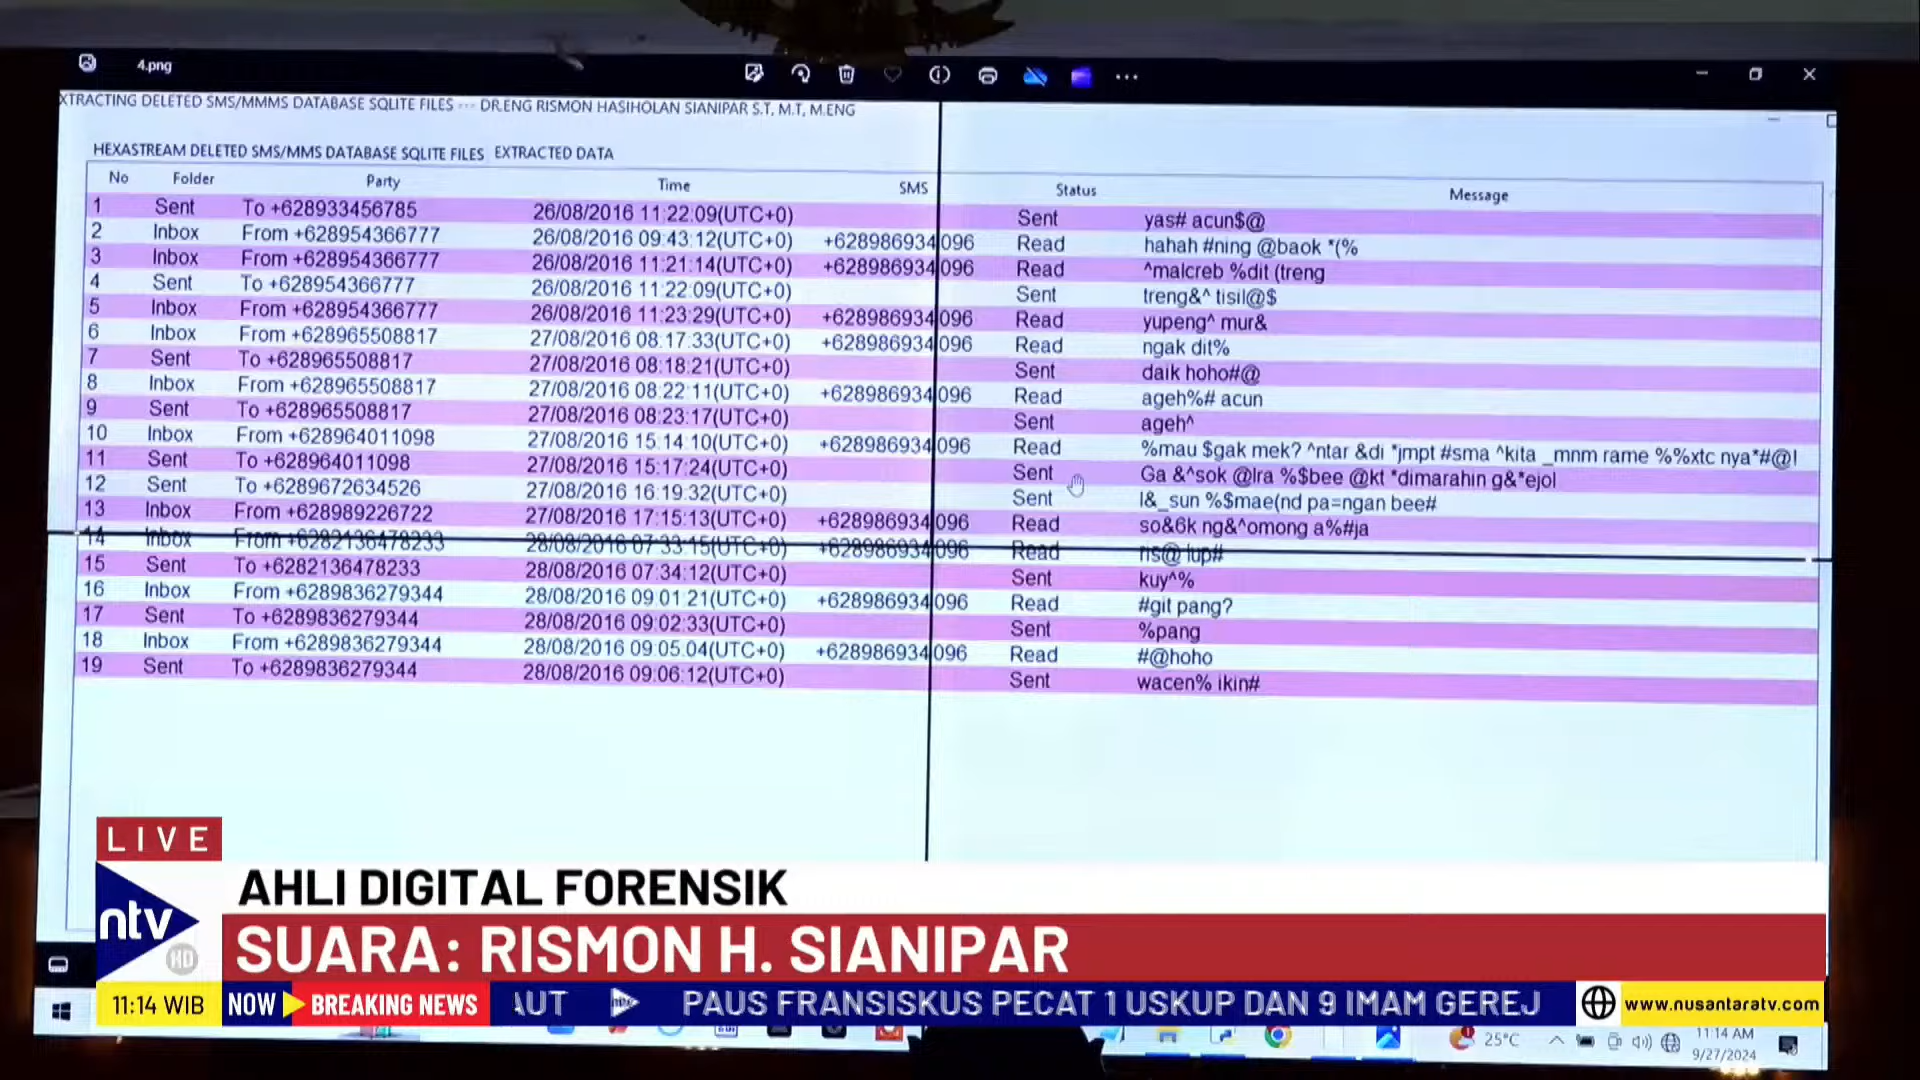 4.png
XTRACTING DELETED SMS/MMMS DATABASE SQLITE FILES --- DR.ENG RISMON HASIHOLAN SIANIPAR S.T, M.T, M.ENG
HEXASTREAM DELETED SMS/MMS DATABASE SQLITE FILES EXTRACTED DATA
No Folder Party Time SMS Status Message
1 Sent To +628933456785 26/08/2016 11:22:09(UTC+0) Sent yas# acun$@
2 Inbox From +628954366777 26/08/2016 09:43:12(UTC+0) +628986934096 Read hahah #ning @baok *(%
3 Inbox From +628954366777 26/08/2016 11:21:14(UTC+0) +628986934096 Read ^malcreb %dit (treng
4 Sent To +628954366777 26/08/2016 11:22:09(UTC+0) Sent treng&^ tisil@$
5 Inbox From +628954366777 26/08/2016 11:23:29(UTC+0) +628986934096 Read yupeng^ mur&
6 Inbox From +628965508817 27/08/2016 08:17:33(UTC+0) +628986934096 Read ngak dit%
7 Sent To +628965508817 27/08/2016 08:18:21(UTC+0) Sent daik hoho#@
8 Inbox From +628965508817 27/08/2016 08:22:11(UTC+0) +628986934096 Read ageh%# acun
9 Sent To +628965508817 27/08/2016 08:23:17(UTC+0) Sent ageh^
10 Inbox From +628964011098 27/08/2016 15:14:10(UTC+0) +628986934096 Read %mau $gak mek? ^ntar &di *jmpt #sma ^kita _mnm rame %%xtc nya*#@!
11 Sent To +628964011098 27/08/2016 15:17:24(UTC+0) Sent Ga &^sok @lra %$bee @kt *dimarahin g&*ejol
12 Sent To +6289672634526 27/08/2016 16:19:32(UTC+0) Sent l&_sun %$mae(nd pa=ngan bee#
13 Inbox From +628989226722 27/08/2016 17:15:13(UTC+0) +628986934096 Read so&6k ng&^omong a%#ja
14 Inbox From +6282136478233 28/08/2016 07:33:15(UTC+0) +628986934096 Read ris@ lup#
15 Sent To +6282136478233 28/08/2016 07:34:12(UTC+0) Sent kuy^%
16 Inbox From +6289836279344 28/08/2016 09:01:21(UTC+0) +628986934096 Read #git pang?
17 Sent To +6289836279344 28/08/2016 09:02:33(UTC+0) Sent %pang
18 Inbox From +6289836279344 28/08/2016 09:05.04(UTC+0) +628986934096 Read #@hoho
19 Sent To +6289836279344 28/08/2016 09:06:12(UTC+0) Sent wacen% ikin#
LIVE
AHLI DIGITAL FORENSIK
ntv HD
SUARA: RISMON H. SIANIPAR
11:14 WIB NOW BREAKING NEWS AUT ntv PAUS FRANSISKUS PECAT 1 USKUP DAN 9 IMAM GEREJ www.nusantaratv.com
25°C 11:14 AM
9/27/2024